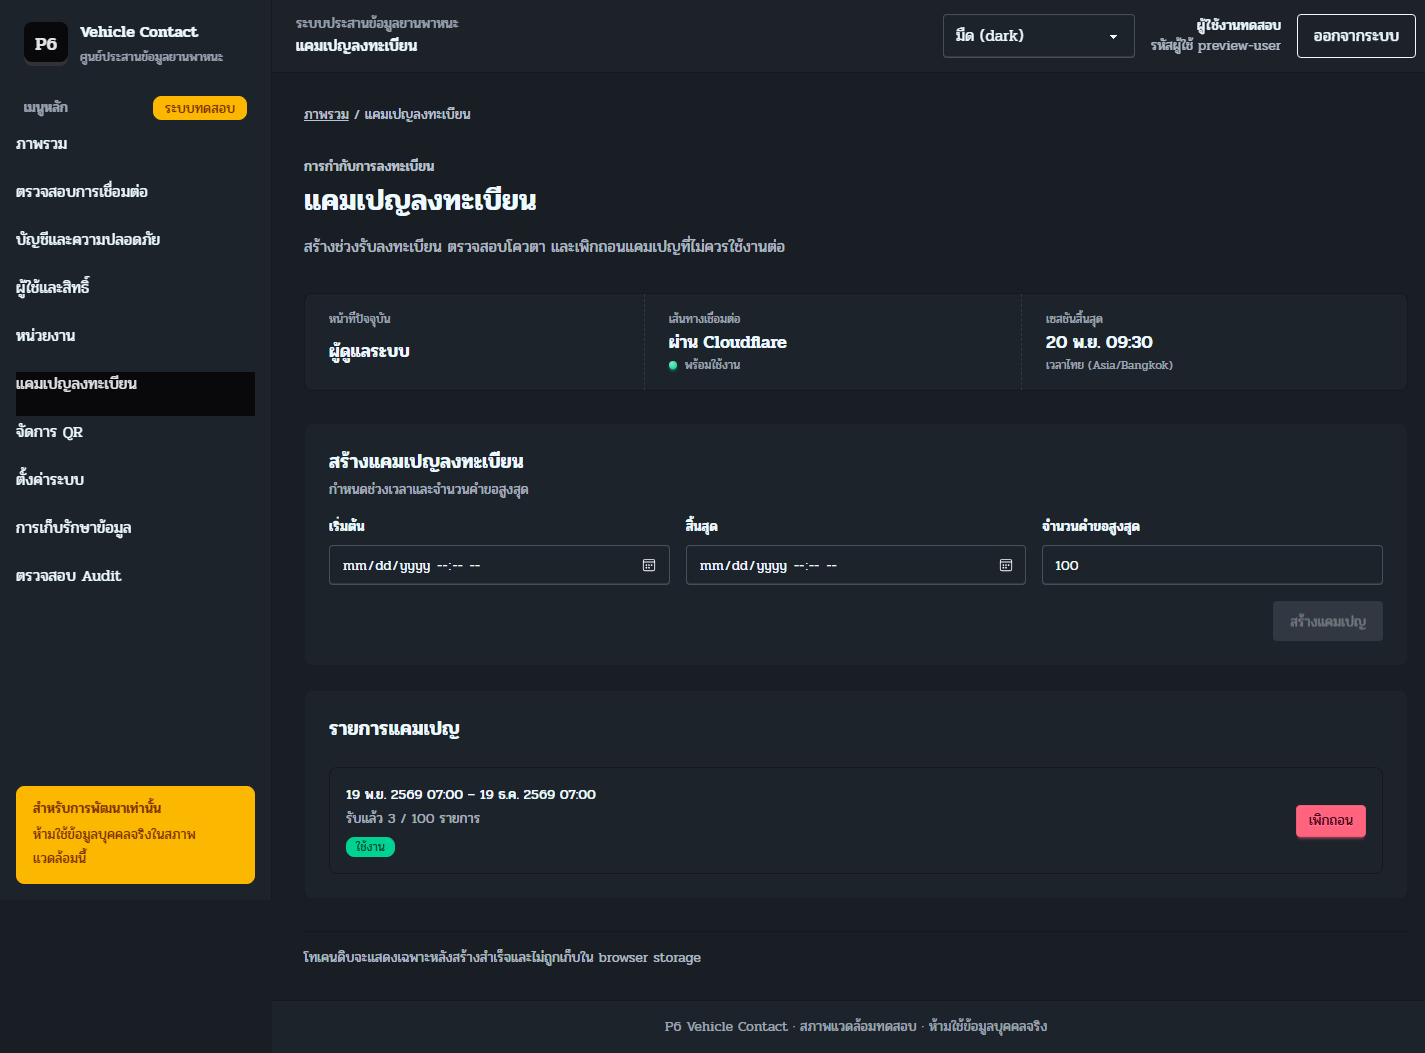 P6
Vehicle Contact
ศูนย์ประสานข้อมูลยานพาหนะ
เมนูหลัก
ระบบทดสอบ
ภาพรวม
ตรวจสอบการเชื่อมต่อ
บัญชีและความปลอดภัย
ผู้ใช้และสิทธิ์
หน่วยงาน
แคมเปญลงทะเบียน
จัดการ QR
ตั้งค่าระบบ
การเก็บรักษาข้อมูล
ตรวจสอบ Audit
สำหรับการพัฒนาเท่านั้น
ห้ามใช้ข้อมูลบุคคลจริงในสภาพ
แวดล้อมนี้
ระบบประสานข้อมูลยานพาหนะ
แคมเปญลงทะเบียน
มืด (dark)
ผู้ใช้งานทดสอบ
รหัสผู้ใช้ preview-user
ออกจากระบบ
ภาพรวม / แคมเปญลงทะเบียน
การกำกับการลงทะเบียน
แคมเปญลงทะเบียน
สร้างช่วงรับลงทะเบียน ตรวจสอบโควตา และเพิกถอนแคมเปญที่ไม่ควรใช้งานต่อ
หน้าที่ปัจจุบัน
ผู้ดูแลระบบ
เส้นทางเชื่อมต่อ
ผ่าน Cloudflare
พร้อมใช้งาน
เซสชันสิ้นสุด
20 พ.ย. 09:30
เวลาไทย (Asia/Bangkok)
สร้างแคมเปญลงทะเบียน
กำหนดช่วงเวลาและจำนวนคำขอสูงสุด
เริ่มต้น
mm/dd/yyyy --:-- --
สิ้นสุด
mm/dd/yyyy --:-- --
จำนวนคำขอสูงสุด
100
สร้างแคมเปญ
รายการแคมเปญ
19 พ.ย. 2569 07:00 – 19 ธ.ค. 2569 07:00
รับแล้ว 3 / 100 รายการ
ใช้งาน
เพิกถอน
โทเคนดิบจะแสดงเฉพาะหลังสร้างสำเร็จและไม่ถูกเก็บใน browser storage
P6 Vehicle Contact · สภาพแวดล้อมทดสอบ · ห้ามใช้ข้อมูลบุคคลจริง